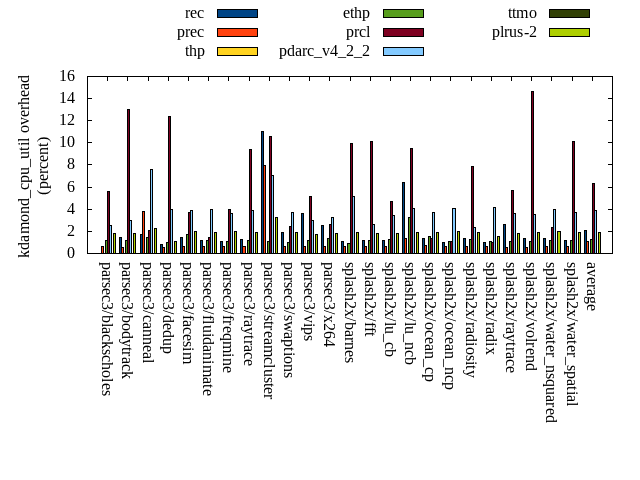 rec
prec
thp
ethp
prcl
pdarc_v4_2_2
ttmo
plrus-2
kdamond_cpu_util overhead
(percent)
16
14
12
10
8
6
4
2
0
parsec3/blackscholes
parsec3/bodytrack
parsec3/canneal
parsec3/dedup
parsec3/facesim
parsec3/fluidanimate
parsec3/freqmine
parsec3/raytrace
parsec3/streamcluster
parsec3/swaptions
parsec3/vips
parsec3/x264
splash2x/barnes
splash2x/fft
splash2x/lu_cb
splash2x/lu_ncb
splash2x/ocean_cp
splash2x/ocean_ncp
splash2x/radiosity
splash2x/radix
splash2x/raytrace
splash2x/volrend
splash2x/water_nsquared
splash2x/water_spatial
average